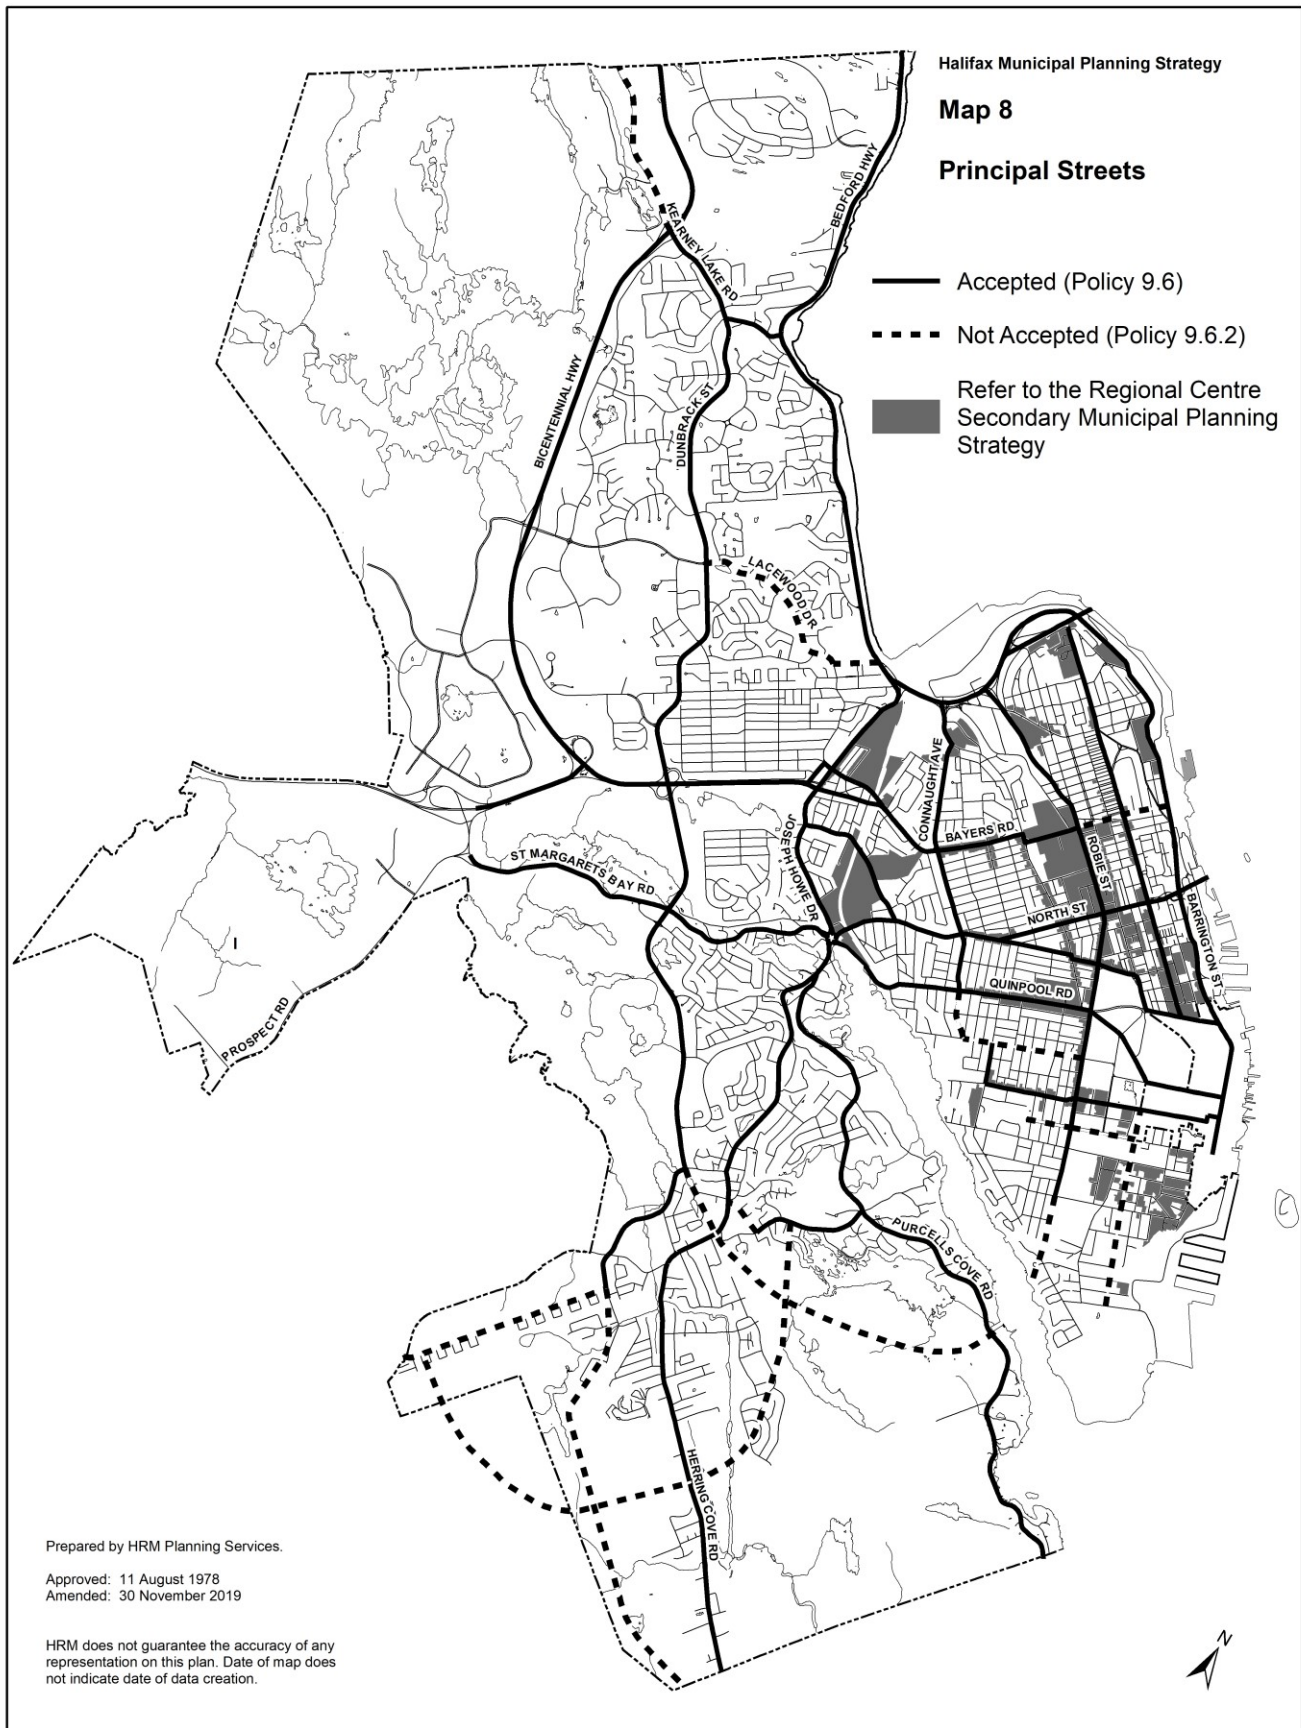 Halifax Municipal Planning Strategy
Map 8
Principal Streets
Accepted (Policy 9.6)
Not Accepted (Policy 9.6.2)
Refer to the Regional Centre
Secondary Municipal Planning
Strategy
BEDFORD HWY
KEARNEY LAKE RD
BICENTENNIAL HWY
DUNBRACK ST
LACEWOOD DR
CONNAUGHT AVE
BAYERS RD
JOSEPH HOWE DR
ROBIE ST
ST MARGARETS BAY RD
NORTH ST
BARRINGTON ST
QUINPOOL RD
PROSPECT RD
PURCELLS COVE RD
HERRING COVE RD
Prepared by HRM Planning Services.
Approved: 11 August 1978
Amended: 30 November 2019
HRM does not guarantee the accuracy of any
representation on this plan. Date of map does
not indicate date of data creation.
N